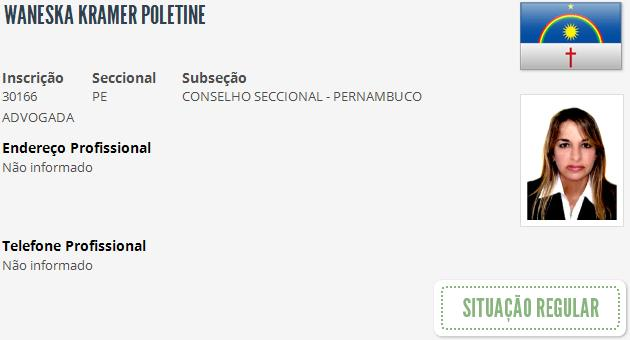 WANESKA KRAMER POLETINE
Inscrição Seccional Subseção
30166 PE CONSELHO SECCIONAL - PERNAMBUCO
ADVOGADA
Endereço Profissional
Não informado
Telefone Profissional
Não informado
SITUAÇÃO REGULAR